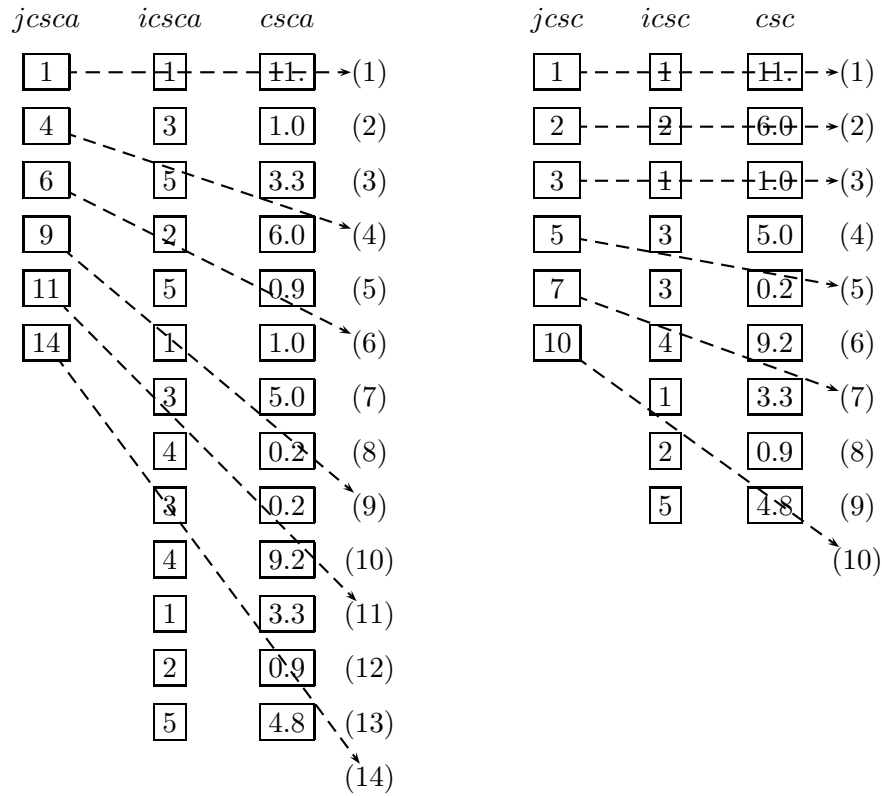 jcsca icsca csca jcsc icsc csc
1 1 11. (1) 1 1 11. (1)
4 3 1.0 (2) 2 2 6.0 (2)
6 5 3.3 (3) 3 1 1.0 (3)
9 2 6.0 (4) 5 3 5.0 (4)
11 5 0.9 (5) 7 3 0.2 (5)
14 1 1.0 (6) 10 4 9.2 (6)
3 5.0 (7) 1 3.3 (7)
4 0.2 (8) 2 0.9 (8)
3 0.2 (9) 5 4.8 (9)
4 9.2 (10) (10)
1 3.3 (11)
2 0.9 (12)
5 4.8 (13)
(14)